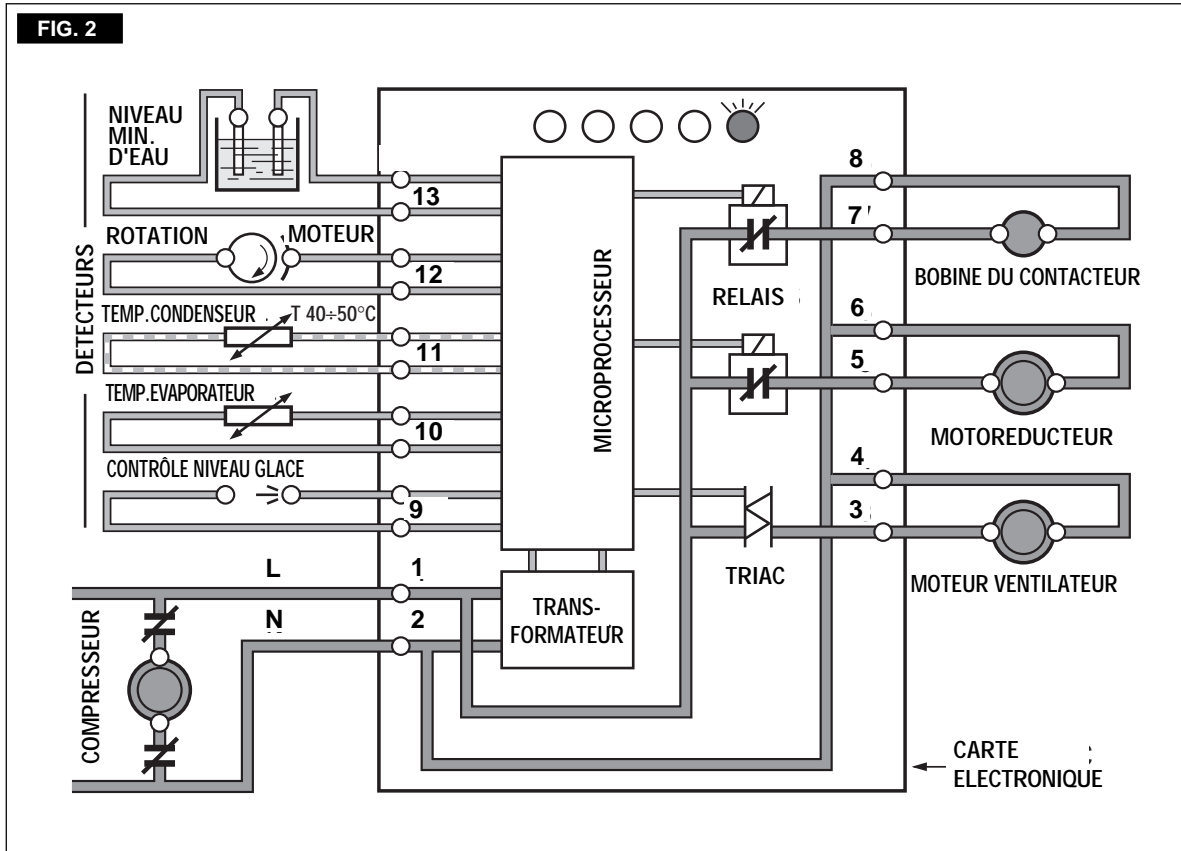 FIG. 2
NIVEAU
MIN.
D'EAU
13
ROTATION
MOTEUR
12
TEMP.CONDENSEUR
T 40÷50°C
11
TEMP.EVAPORATEUR
10
CONTRÔLE NIVEAU GLACE
9
DETECTEURS
L
1
N
2
COMPRESSEUR
MICROPROCESSEUR
TRANS-
FORMATEUR
RELAIS
TRIAC
8
7
BOBINE DU CONTACTEUR
6
5
MOTOREDUCTEUR
4
3
MOTEUR VENTILATEUR
CARTE
ELECTRONIQUE